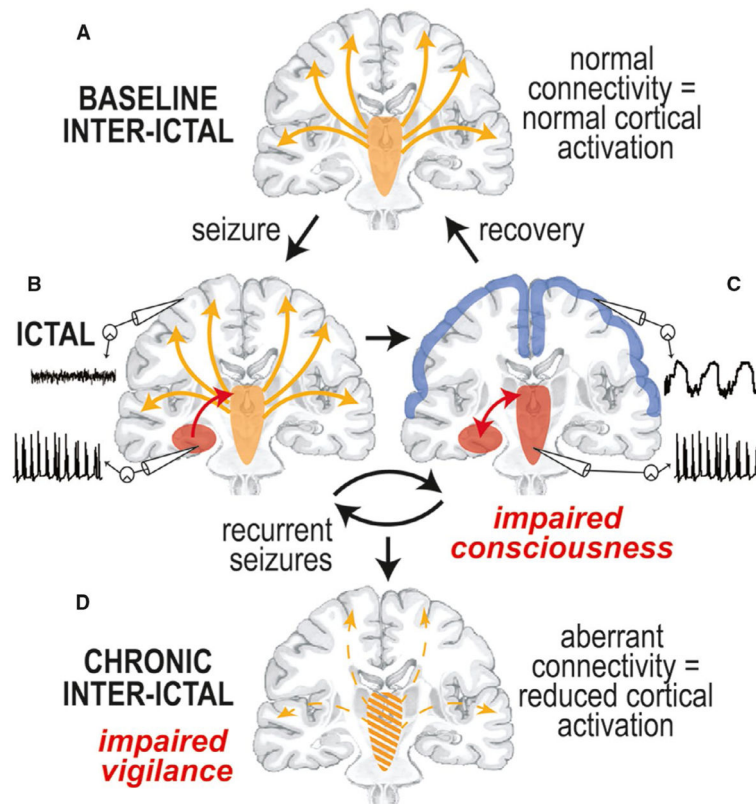 A
BASELINE
INTER-ICTAL
normal
connectivity =
normal cortical
activation
seizure
recovery
B
C
ICTAL
recurrent
seizures
impaired
consciousness
D
CHRONIC
INTER-ICTAL
impaired
vigilance
aberrant
connectivity =
reduced cortical
activation